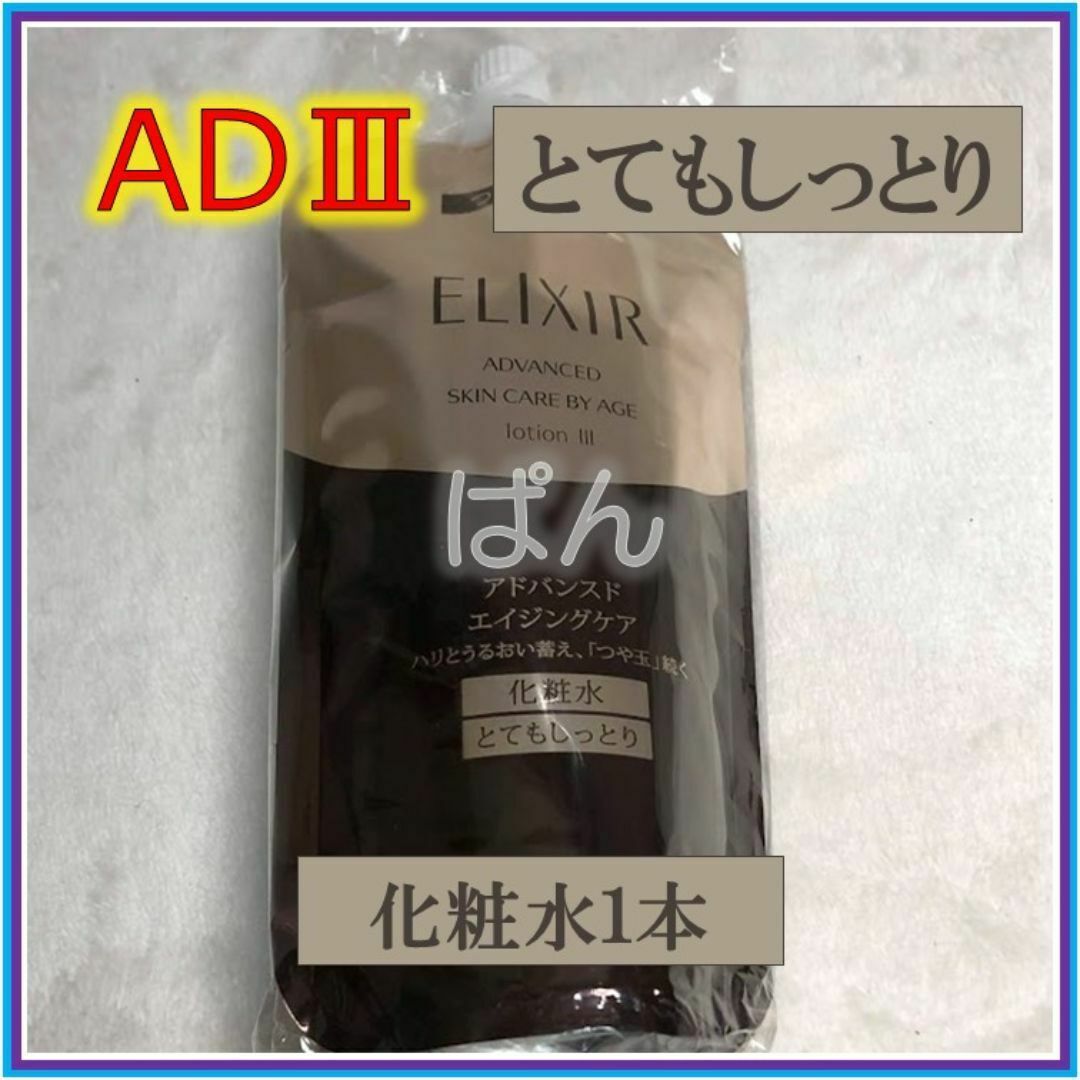 ADⅢ
とてもしっとり
ELIXIR
ADVANCED
SKIN CARE BY AGE
lotion III
ぱん
アドバンスド
エイジングケア
ハリとうるおい蓄え、「つや玉」続く
化粧水
とてもしっとり
化粧水1本